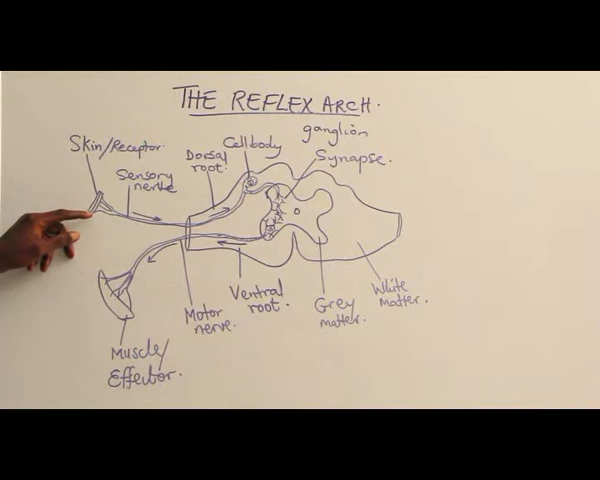 THE REFLEX ARCH.
ganglion
Skin/Receptor.
Cell body
Dorsal
root.
Synapse.
Sensory
nerve
Ventral
root.
Motor
nerve.
Grey
matter.
White
Matter.
Muscle/
Effector.